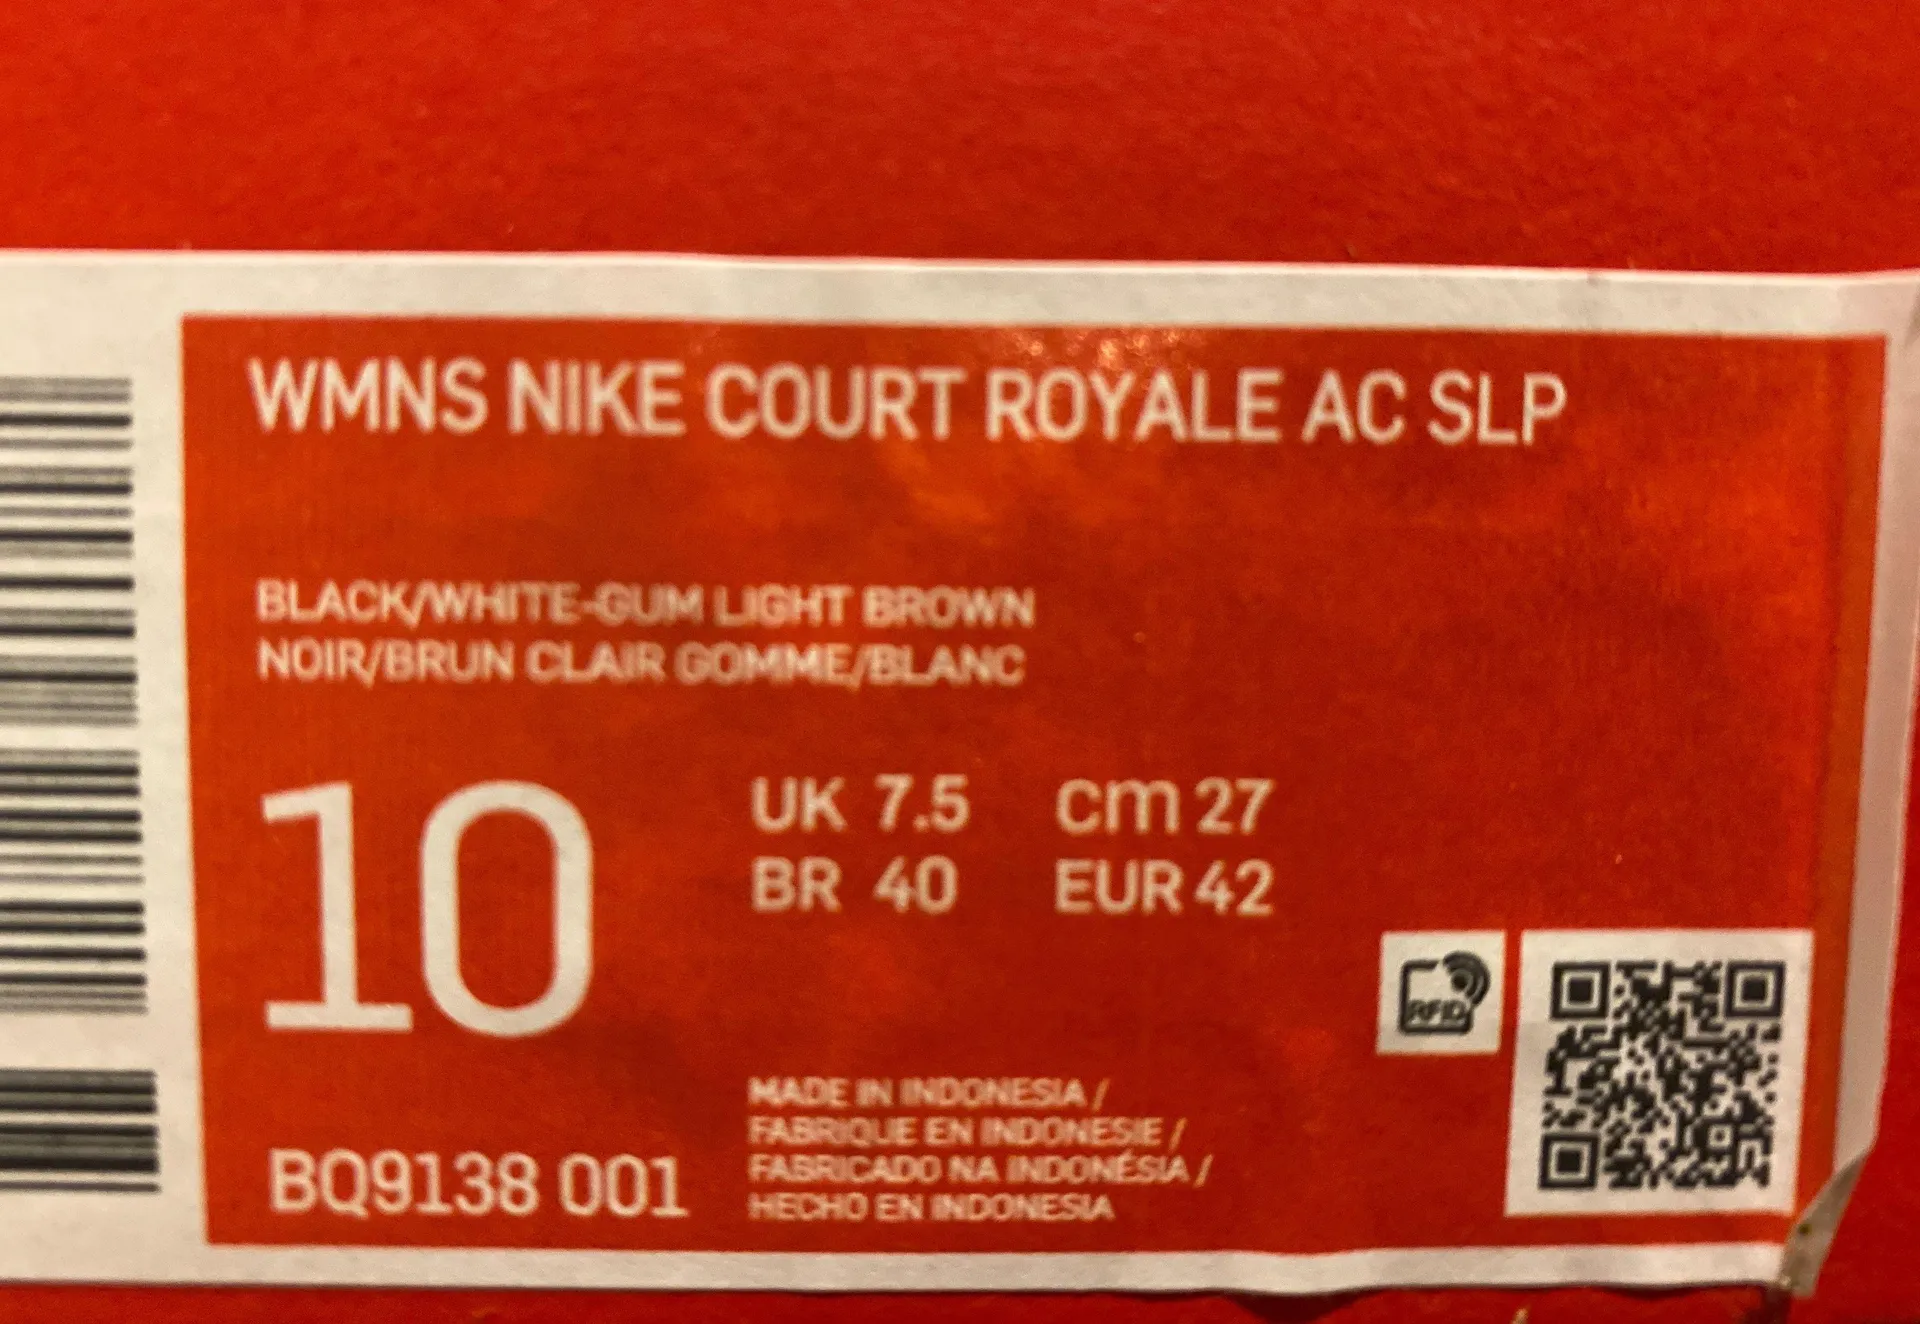 WMNS NIKE COURT ROYALE AC SLP
BLACK/WHITE-GUM LIGHT BROWN
NOIR/BRUN CLAIR GOMME/BLANC
10
UK 7.5 cm 27
BR 40 EUR 42
RFID
BQ9138 001
MADE IN INDONESIA /
FABRIQUE EN INDONESIE /
FABRICADO NA INDONÉSIA /
HECHO EN INDONESIA